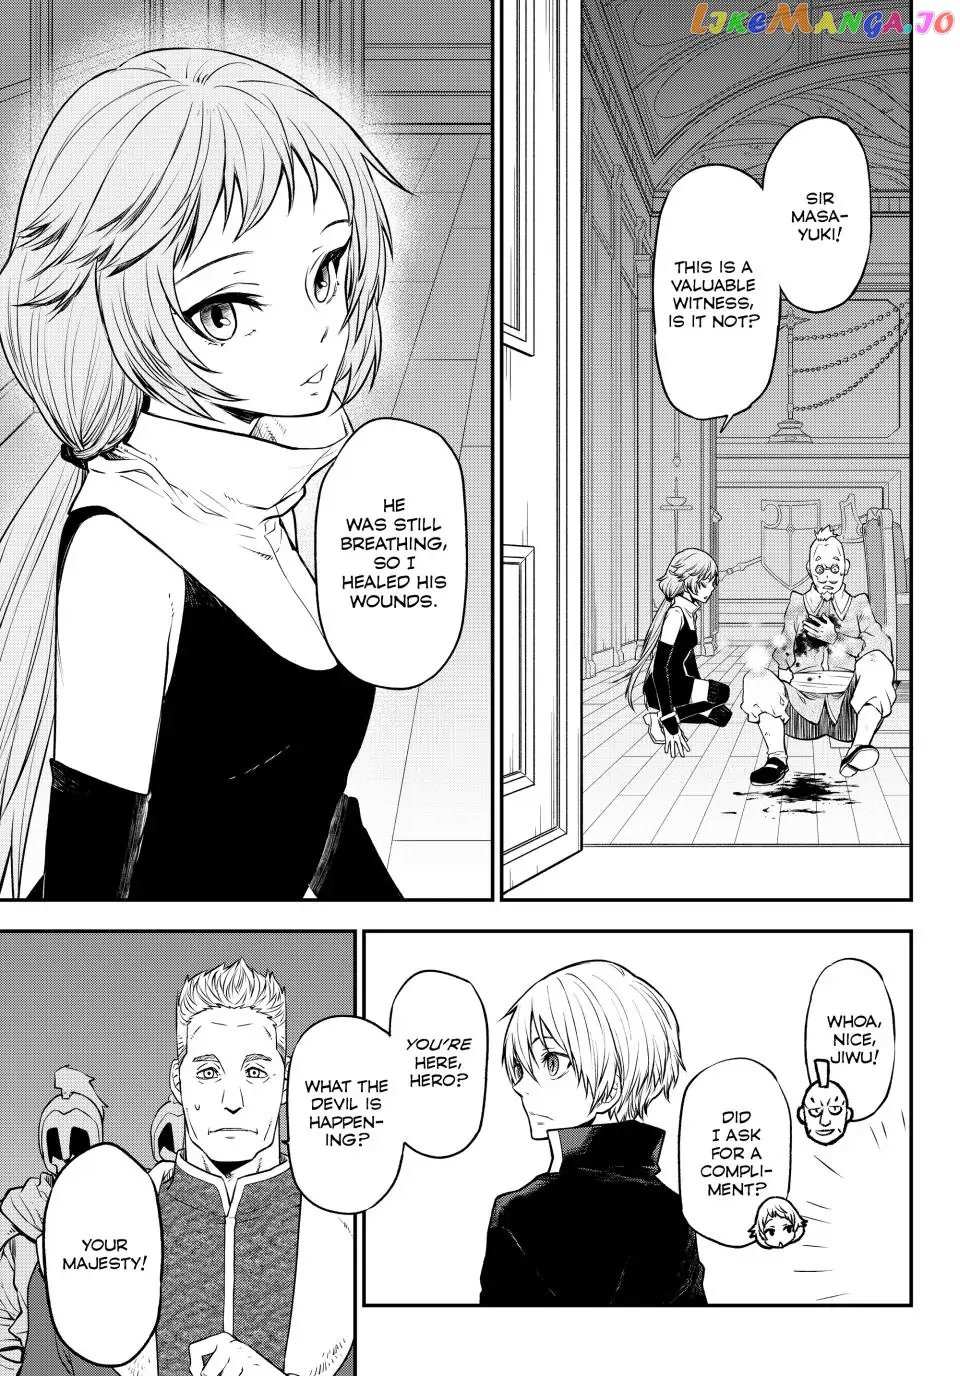 LIKEMANGA.IO
SIR
MASA-
YUKI!
THIS IS A
VALUABLE
WITNESS,
IS IT NOT?
HE
WAS STILL
BREATHING,
SO I
HEALED HIS
WOUNDS.
WHOA,
NICE,
JIWU!
DID
I ASK
FOR A
COMPLI-
MENT?
YOU'RE
HERE,
HERO?
WHAT THE
DEVIL IS
HAPPEN-
ING?
YOUR
MAJESTY!